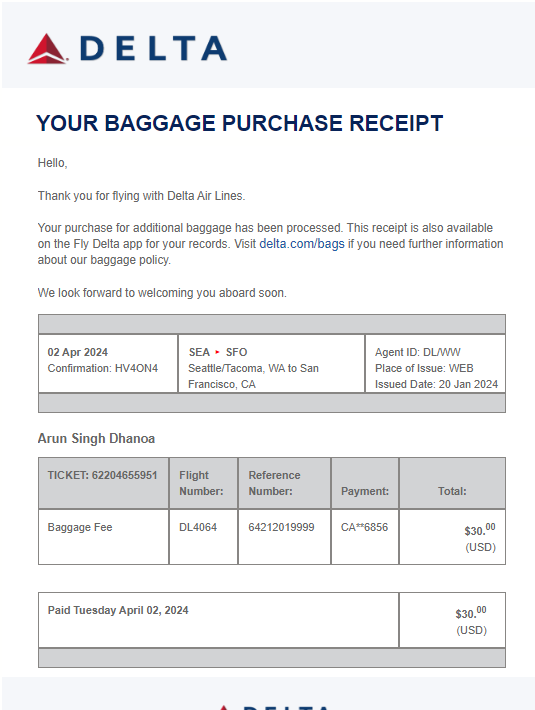 DELTA
YOUR BAGGAGE PURCHASE RECEIPT
Hello,
Thank you for flying with Delta Air Lines.
Your purchase for additional baggage has been processed. This receipt is also available
on the Fly Delta app for your records. Visit delta.com/bags if you need further information
about our baggage policy.
We look forward to welcoming you aboard soon.
02 Apr 2024
Confirmation: HV4ON4
SEA ▸ SFO
Seattle/Tacoma, WA to San
Francisco, CA
Agent ID: DL/WW
Place of Issue: WEB
Issued Date: 20 Jan 2024
Arun Singh Dhanoa
TICKET: 62204655951
Flight
Number:
Reference
Number:
Payment:
Total:
Baggage Fee
DL4064
64212019999
CA**6856
$30.00
(USD)
Paid Tuesday April 02, 2024
$30.00
(USD)
DELTA